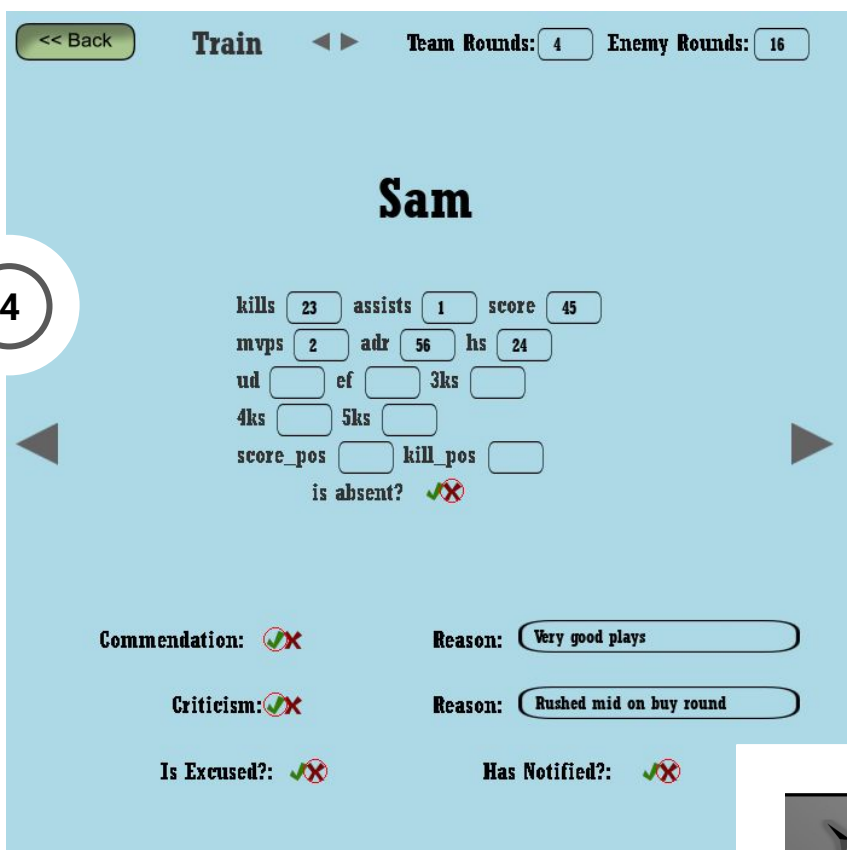 << Back Train Team Rounds: 4 Enemy Rounds: 16
Sam
4
kills 23 assists 1 score 45
mvps 2 adr 56 hs 24
ud ef 3ks
4ks 5ks
score_pos kill_pos
is absent?
Commendation: Reason: Very good plays
Criticism: Reason: Rushed mid on buy round
Is Excused?: Has Notified?: